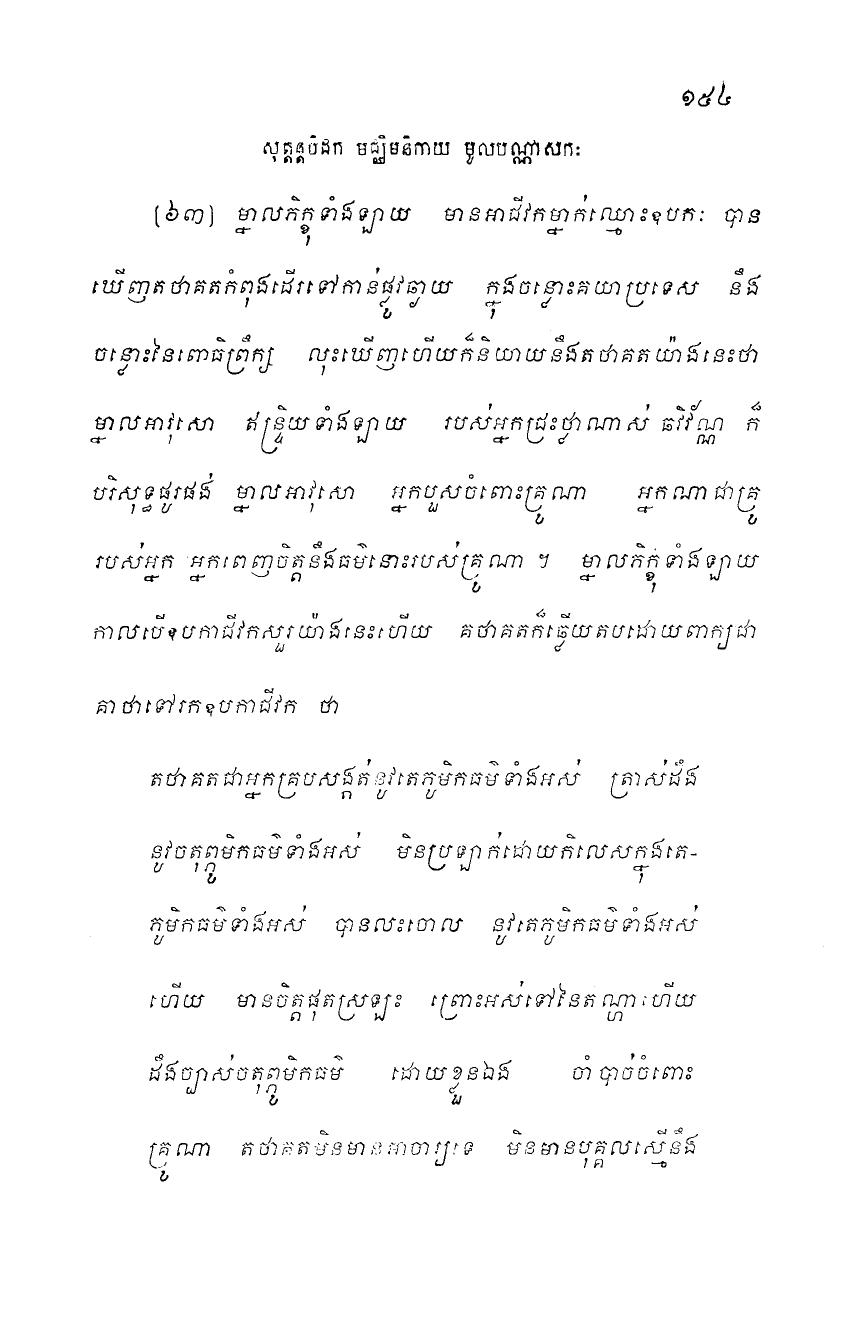 ១៥៤
សុត្តន្តបិដក មជ្ឈិមនិកាយ មូលបណ្ណាសកៈ
[៦៣] ម្នាលភិក្ខុទាំងឡាយ មានអាជីវកម្នាក់ឈ្មោះឧបកៈ បាន
ឃើញតថាគតកំពុងដើរទៅកាន់ផ្លូវឆ្ងាយ ក្នុងចន្លោះគយាប្រទេស នឹង
ចន្លោះនៃពោធិព្រឹក្ស លុះឃើញហើយក៏និយាយនឹងតថាគតយ៉ាងនេះថា
ម្នាលអាវុសោ ឥន្ទ្រិយទាំងឡាយ របស់អ្នកជ្រះថ្លាណាស់ ឆវិវ័ណ្ណ ក៏
បរិសុទ្ធផូរផង់ ម្នាលអាវុសោ អ្នកបួសចំពោះគ្រូណា អ្នកណាជាគ្រូ
របស់អ្នក អ្នកពេញចិត្តនឹងធម៌នោះរបស់គ្រូណា ។ ម្នាលភិក្ខុទាំងឡាយ
កាលបើឧបកាជីវកសួរយ៉ាងនេះហើយ តថាគតក៏ឆ្លើយតបដោយពាក្យជា
គាថាទៅរកឧបកាជីវក ថា
តថាគតជាអ្នកគ្របសង្កត់នូវតេភូមិកធម៌ទាំងអស់ ត្រាស់ដឹង
នូវចតុព្ភូមិកធម៌ទាំងអស់ មិនប្រឡាក់ដោយកិលេសក្នុងតេ-
ភូមិកធម៌ទាំងអស់ បានលះចោល នូវតេភូមិកធម៌ទាំងអស់
ហើយ មានចិត្តផុតស្រឡះ ព្រោះអស់ទៅនៃតណ្ហាហើយ
ដឹងច្បាស់ចតុព្ភូមិកធម៌ ដោយខ្លួនឯង ចាំបាច់ចំពោះ
គ្រូណា តថាគតមិនមានអាចារ្យទេ មិនមានបុគ្គលស្មើនឹង